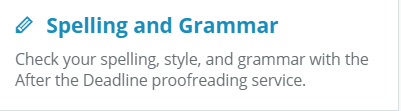 Spelling and Grammar
Check your spelling, style, and grammar with the
After the Deadline proofreading service.